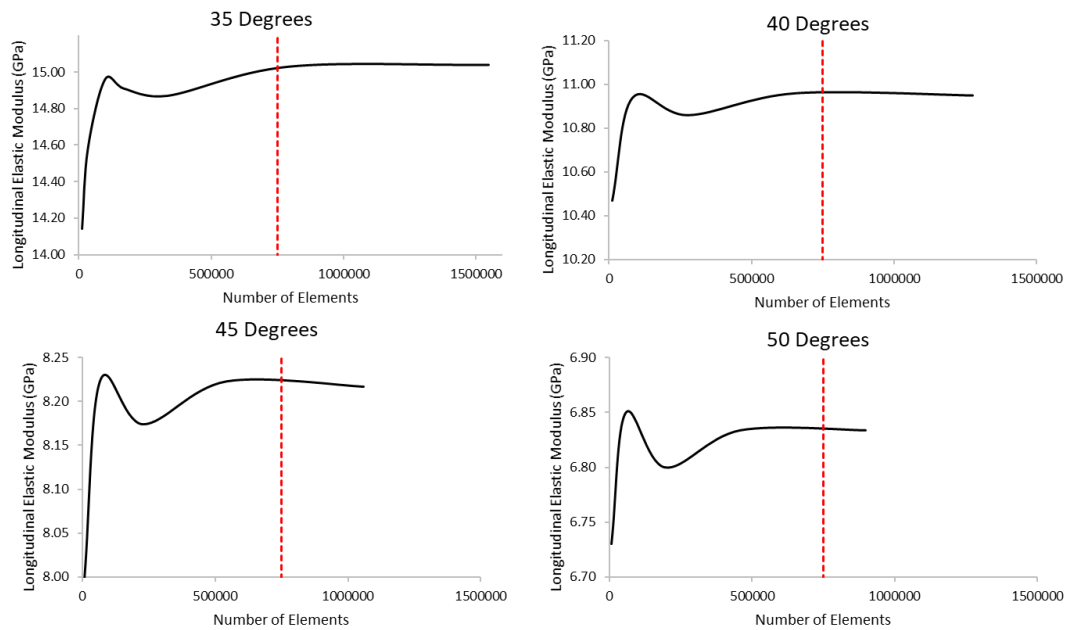 35 Degrees
Longitudinal Elastic Modulus (GPa)
15.00
14.80
14.60
14.40
14.20
14.00
0 500000 1000000 1500000
Number of Elements
40 Degrees
Longitudinal Elastic Modulus (GPa)
11.20
11.00
10.80
10.60
10.40
10.20
0 500000 1000000 1500000
Number of Elements
45 Degrees
Longitudinal Elastic Modulus (GPa)
8.25
8.20
8.15
8.10
8.05
8.00
0 500000 1000000 1500000
Number of Elements
50 Degrees
Longitudinal Elastic Modulus (GPa)
6.90
6.85
6.80
6.75
6.70
0 500000 1000000 1500000
Number of Elements